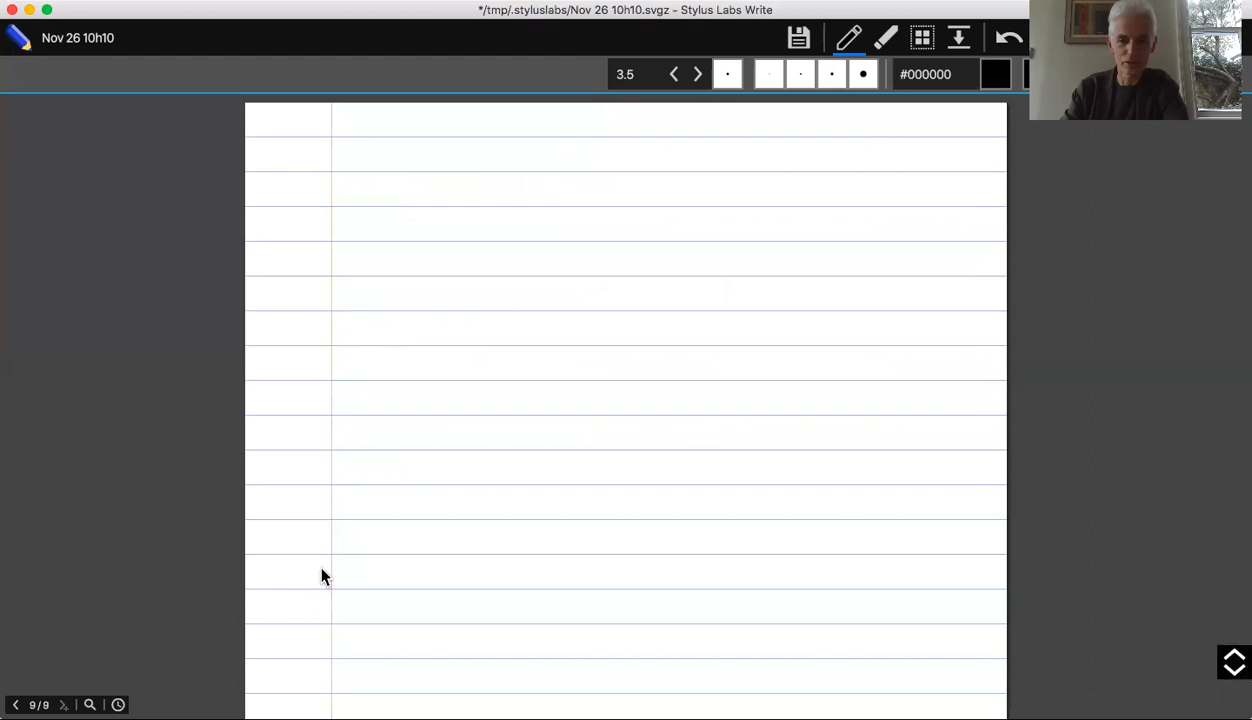 */tmp/.styluslabs/Nov 26 10h10.svgz - Stylus Labs Write
Nov 26 10h10
3.5
#000000
9/9